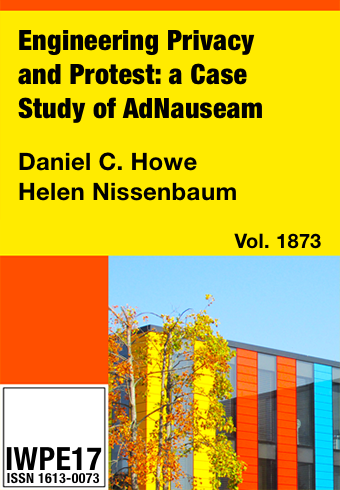 Engineering Privacy
and Protest: a Case
Study of AdNauseam
Daniel C. Howe
Helen Nissenbaum
Vol. 1873
IWPE17
ISSN 1613-0073